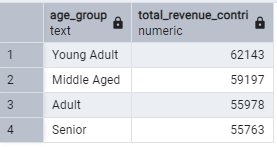 age_group text total_revenue_contri numeric
1 Young Adult 62143
2 Middle Aged 59197
3 Adult 55978
4 Senior 55763